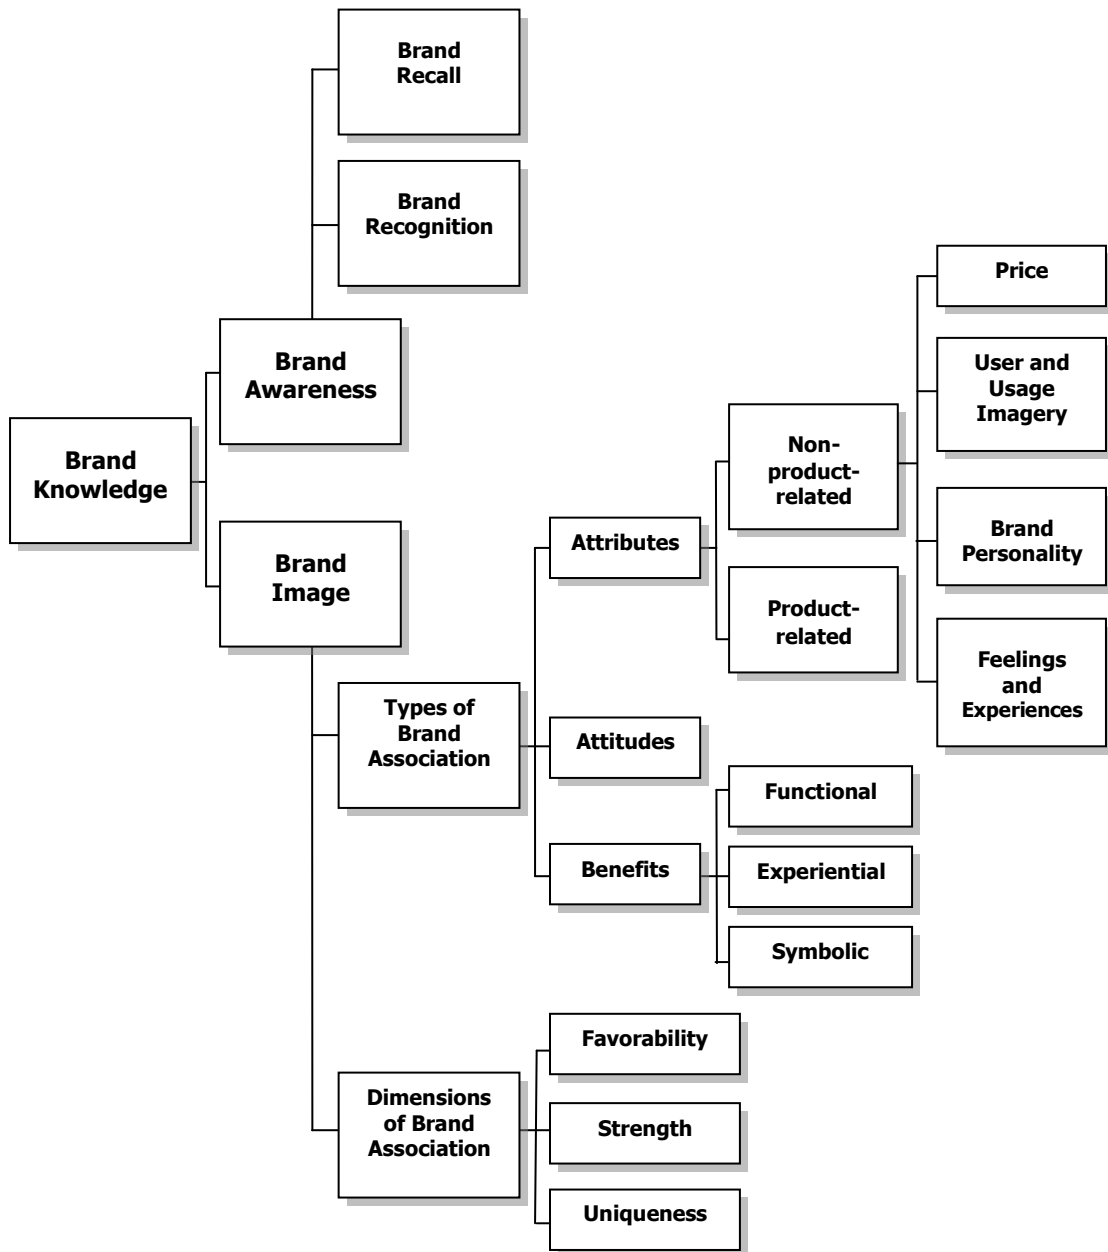 Brand
Recall
Brand
Recognition
Brand
Awareness
Brand
Knowledge
Brand
Image
Types of
Brand
Association
Dimensions
of Brand
Association
Attributes
Attitudes
Benefits
Favorability
Strength
Uniqueness
Non-
product-
related
Product-
related
Functional
Experiential
Symbolic
Price
User and
Usage
Imagery
Brand
Personality
Feelings
and
Experiences